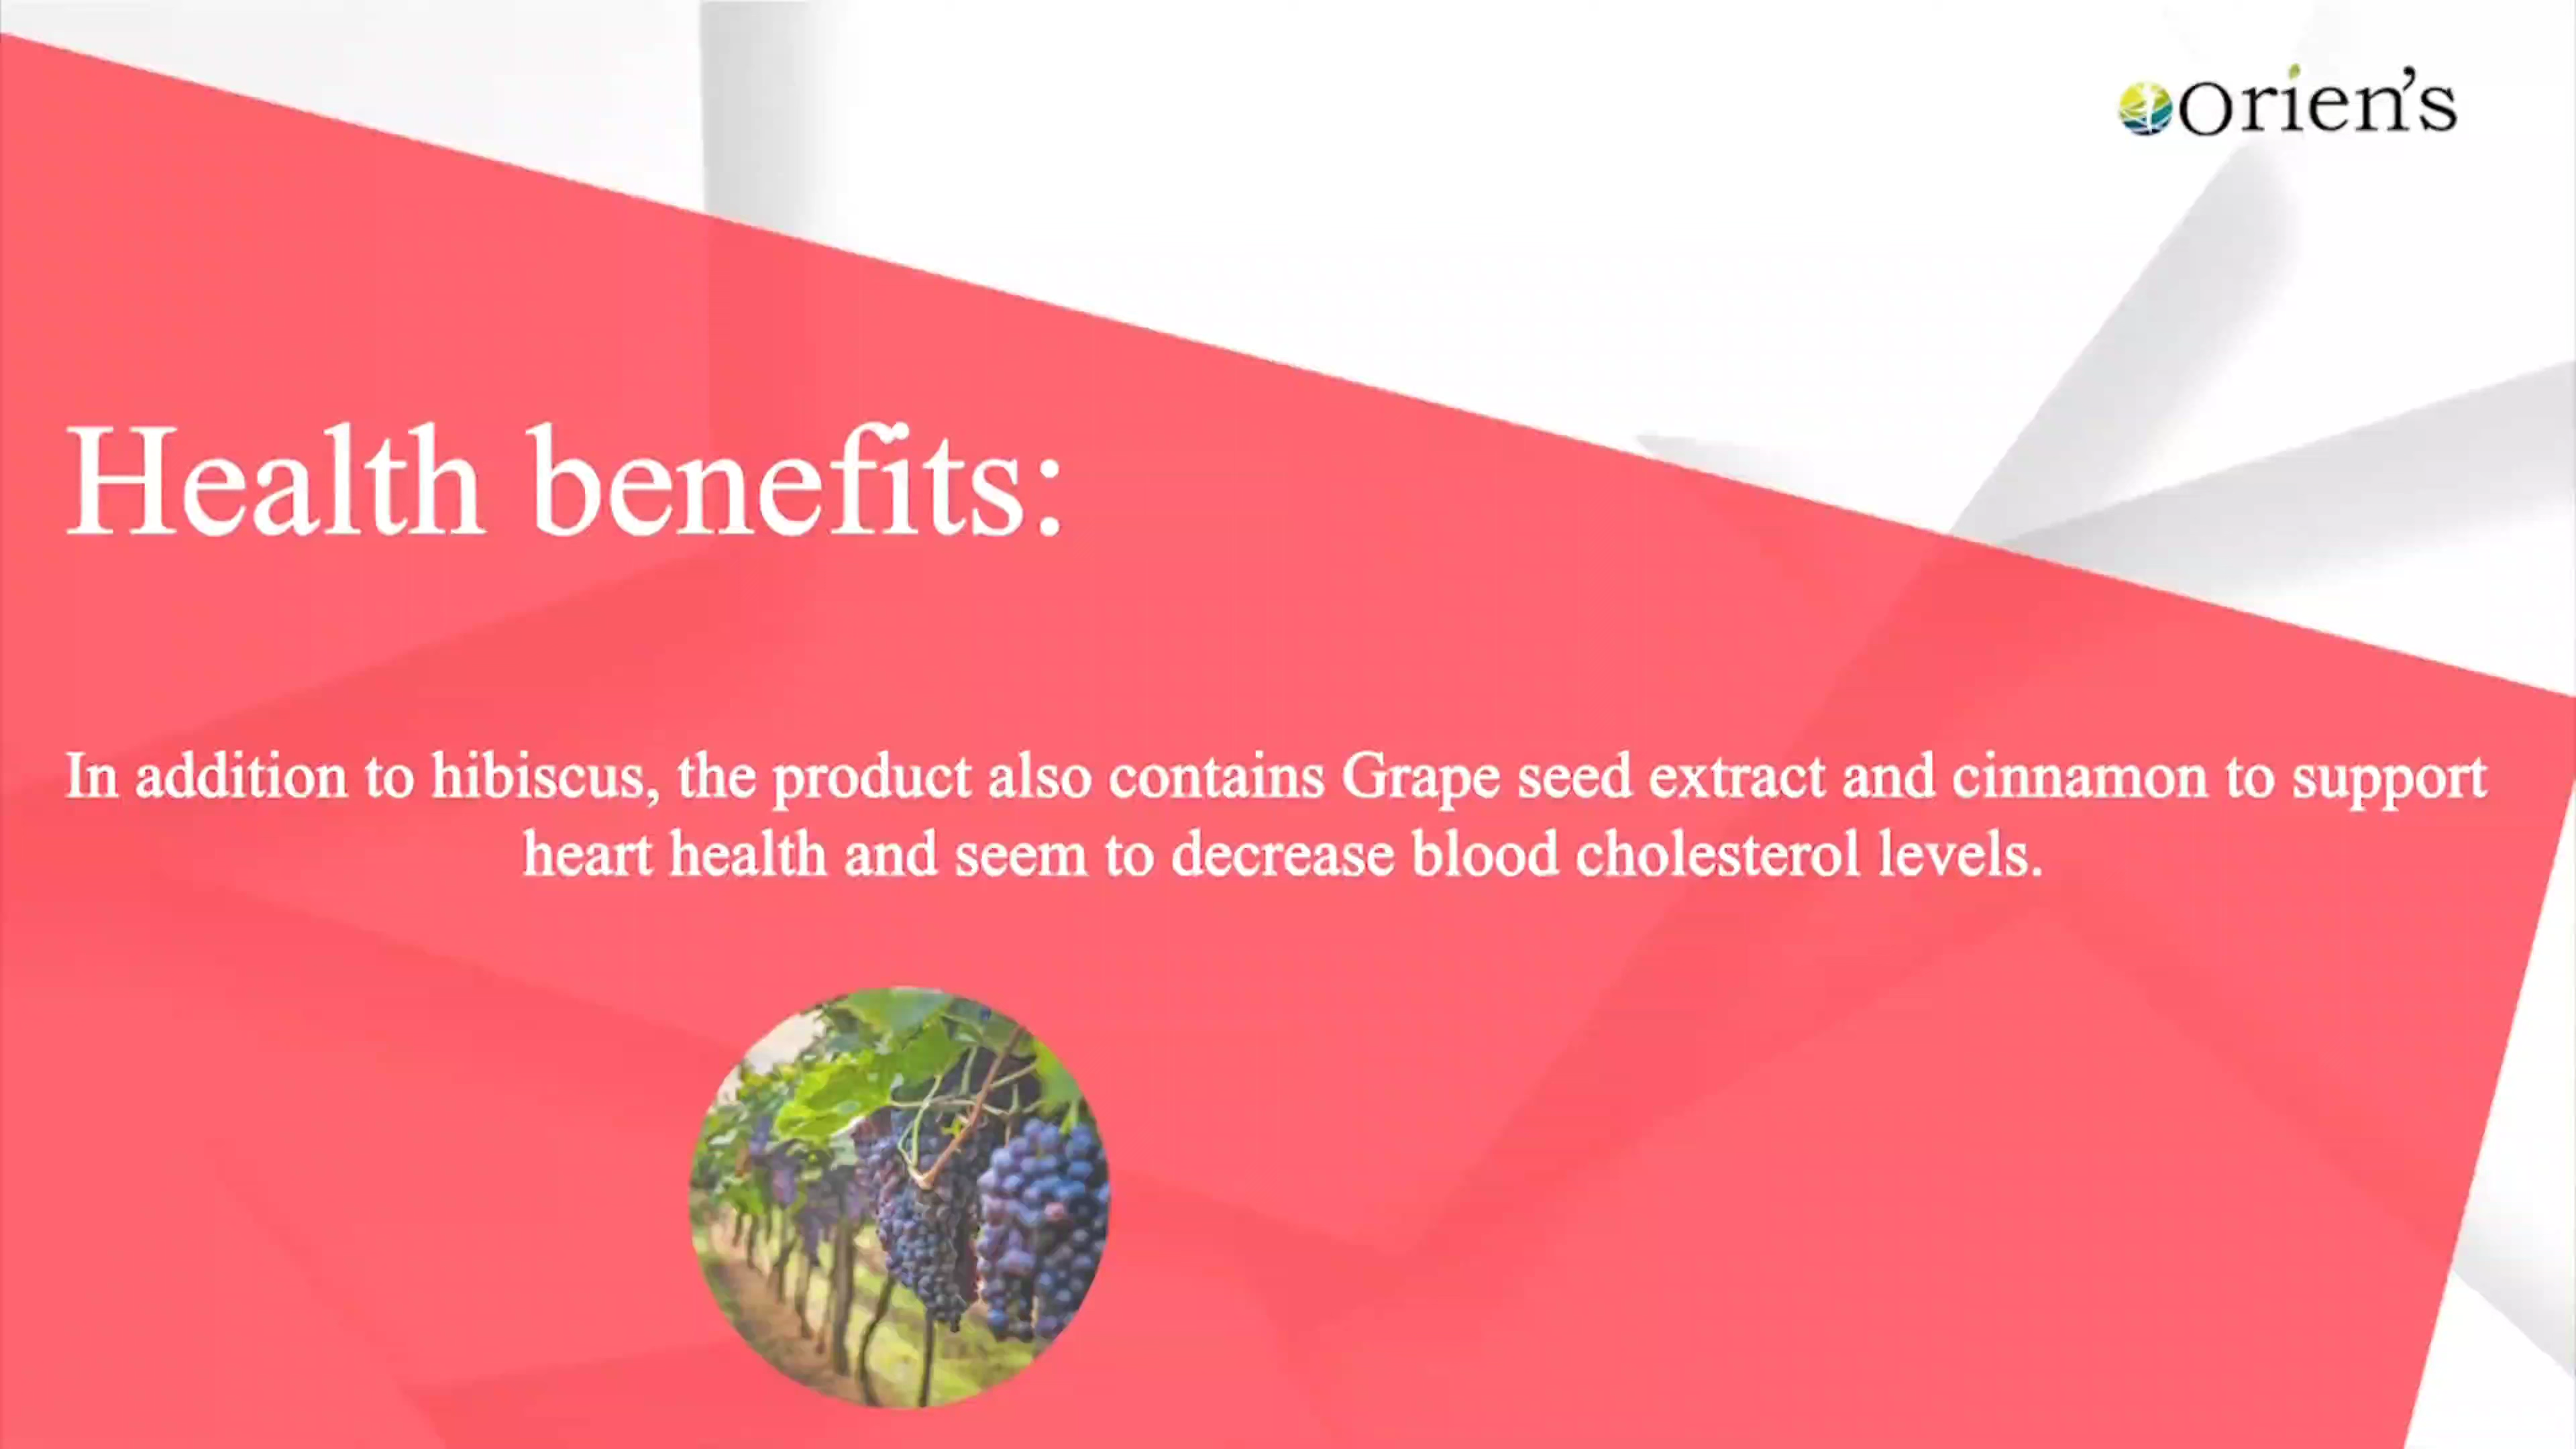 Orien's
Health benefits:
In addition to hibiscus, the product also contains Grape seed extract and cinnamon to support
heart health and seem to decrease blood cholesterol levels.